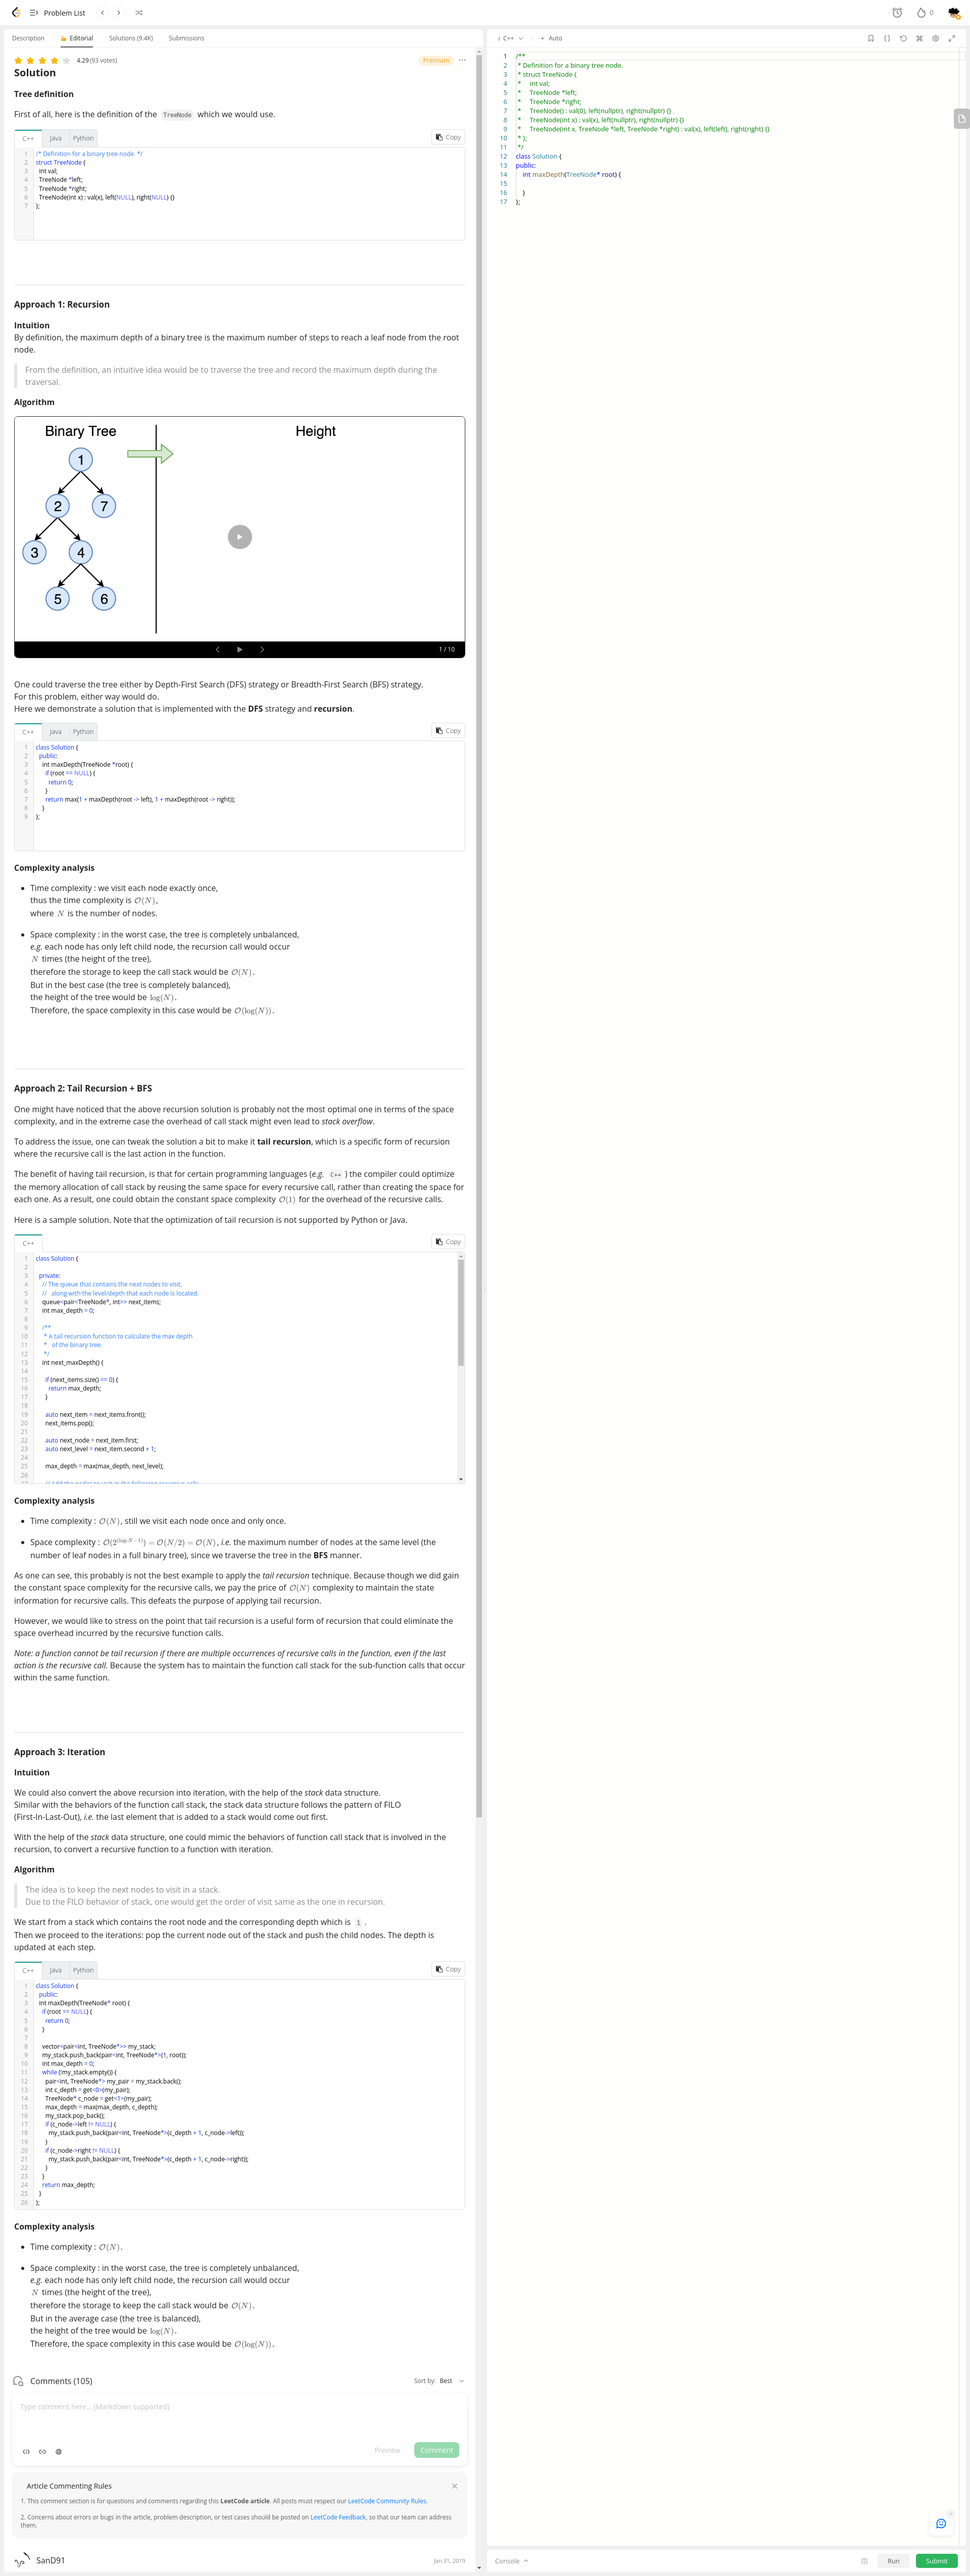 Problem List
0
Description
Editorial
Solutions (9.4K)
Submissions
4.29 (93 votes)
Premium
Solution
Tree definition
First of all, here is the definition of the TreeNode which we would use.
C++ Java Python Copy
1 /* Definition for a binary tree node. */
2 struct TreeNode {
3 int val;
4 TreeNode *left;
5 TreeNode *right;
6 TreeNode(int x) : val(x), left(NULL), right(NULL) {}
7 };
Approach 1: Recursion
Intuition
By definition, the maximum depth of a binary tree is the maximum number of steps to reach a leaf node from the root
node.
From the definition, an intuitive idea would be to traverse the tree and record the maximum depth during the
traversal.
Algorithm
Binary Tree
Height
1
2 7
3 4
5 6
1 / 10
One could traverse the tree either by Depth-First Search (DFS) strategy or Breadth-First Search (BFS) strategy.
For this problem, either way would do.
Here we demonstrate a solution that is implemented with the DFS strategy and recursion.
C++ Java Python Copy
1 class Solution {
2 public:
3 int maxDepth(TreeNode *root) {
4 if (root == NULL) {
5 return 0;
6 }
7 return max(1 + maxDepth(root -> left), 1 + maxDepth(root -> right));
8 }
9 };
Complexity analysis
• Time complexity : we visit each node exactly once,
thus the time complexity is O(N),
where N is the number of nodes.
• Space complexity : in the worst case, the tree is completely unbalanced,
e.g. each node has only left child node, the recursion call would occur
N times (the height of the tree),
therefore the storage to keep the call stack would be O(N).
But in the best case (the tree is completely balanced),
the height of the tree would be log(N).
Therefore, the space complexity in this case would be O(log(N)).
Approach 2: Tail Recursion + BFS
One might have noticed that the above recursion solution is probably not the most optimal one in terms of the space
complexity, and in the extreme case the overhead of call stack might even lead to stack overflow.
To address the issue, one can tweak the solution a bit to make it tail recursion, which is a specific form of recursion
where the recursive call is the last action in the function.
The benefit of having tail recursion, is that for certain programming languages (e.g. C++ ) the compiler could optimize
the memory allocation of call stack by reusing the same space for every recursive call, rather than creating the space for
each one. As a result, one could obtain the constant space complexity O(1) for the overhead of the recursive calls.
Here is a sample solution. Note that the optimization of tail recursion is not supported by Python or Java.
C++ Copy
1 class Solution {
2
3 private:
4 // The queue that contains the next nodes to visit,
5 // along with the level/depth that each node is located.
6 queue<pair<TreeNode*, int>> next_items;
7 int max_depth = 0;
8
9 /**
10 * A tail recursion function to calculate the max depth
11 * of the binary tree.
12 */
13 int next_maxDepth() {
14
15 if (next_items.size() == 0) {
16 return max_depth;
17 }
18
19 auto next_item = next_items.front();
20 next_items.pop();
21
22 auto next_node = next_item.first;
23 auto next_level = next_item.second + 1;
24
25 max_depth = max(max_depth, next_level);
26
27 // Add the nodes to visit in the following recursive calls.
Complexity analysis
• Time complexity : O(N), still we visit each node once and only once.
• Space complexity : O(2^(log₂N−1)) = O(N/2) = O(N), i.e. the maximum number of nodes at the same level (the
number of leaf nodes in a full binary tree), since we traverse the tree in the BFS manner.
As one can see, this probably is not the best example to apply the tail recursion technique. Because though we did gain
the constant space complexity for the recursive calls, we pay the price of O(N) complexity to maintain the state
information for recursive calls. This defeats the purpose of applying tail recursion.
However, we would like to stress on the point that tail recursion is a useful form of recursion that could eliminate the
space overhead incurred by the recursive function calls.
Note: a function cannot be tail recursion if there are multiple occurrences of recursive calls in the function, even if the last
action is the recursive call. Because the system has to maintain the function call stack for the sub-function calls that occur
within the same function.
Approach 3: Iteration
Intuition
We could also convert the above recursion into iteration, with the help of the stack data structure.
Similar with the behaviors of the function call stack, the stack data structure follows the pattern of FILO
(First-In-Last-Out), i.e. the last element that is added to a stack would come out first.
With the help of the stack data structure, one could mimic the behaviors of function call stack that is involved in the
recursion, to convert a recursive function to a function with iteration.
Algorithm
The idea is to keep the next nodes to visit in a stack.
Due to the FILO behavior of stack, one would get the order of visit same as the one in recursion.
We start from a stack which contains the root node and the corresponding depth which is 1 .
Then we proceed to the iterations: pop the current node out of the stack and push the child nodes. The depth is
updated at each step.
C++ Java Python Copy
1 class Solution {
2 public:
3 int maxDepth(TreeNode* root) {
4 if (root == NULL) {
5 return 0;
6 }
7
8 vector<pair<int, TreeNode*>> my_stack;
9 my_stack.push_back(pair<int, TreeNode*>(1, root));
10 int max_depth = 0;
11 while (!my_stack.empty()) {
12 pair<int, TreeNode*> my_pair = my_stack.back();
13 int c_depth = get<0>(my_pair);
14 TreeNode* c_node = get<1>(my_pair);
15 max_depth = max(max_depth, c_depth);
16 my_stack.pop_back();
17 if (c_node->left != NULL) {
18 my_stack.push_back(pair<int, TreeNode*>(c_depth + 1, c_node->left));
19 }
20 if (c_node->right != NULL) {
21 my_stack.push_back(pair<int, TreeNode*>(c_depth + 1, c_node->right));
22 }
23 }
24 return max_depth;
25 }
26 };
Complexity analysis
• Time complexity : O(N).
• Space complexity : in the worst case, the tree is completely unbalanced,
e.g. each node has only left child node, the recursion call would occur
N times (the height of the tree),
therefore the storage to keep the call stack would be O(N).
But in the average case (the tree is balanced),
the height of the tree would be log(N).
Therefore, the space complexity in this case would be O(log(N)).
Comments (105)
Sort by: Best
Type comment here... (Markdown supported)
Preview
Comment
Article Commenting Rules
1. This comment section is for questions and comments regarding this LeetCode article. All posts must respect our LeetCode Community Rules.
2. Concerns about errors or bugs in the article, problem description, or test cases should be posted on LeetCode Feedback, so that our team can address
them.
SanD91
Jan 31, 2019
i C++
Auto
1 /**
2 * Definition for a binary tree node.
3 * struct TreeNode {
4 * int val;
5 * TreeNode *left;
6 * TreeNode *right;
7 * TreeNode() : val(0), left(nullptr), right(nullptr) {}
8 * TreeNode(int x) : val(x), left(nullptr), right(nullptr) {}
9 * TreeNode(int x, TreeNode *left, TreeNode *right) : val(x), left(left), right(right) {}
10 * };
11 */
12 class Solution {
13 public:
14 int maxDepth(TreeNode* root) {
15
16 }
17 };
Console
Run
Submit